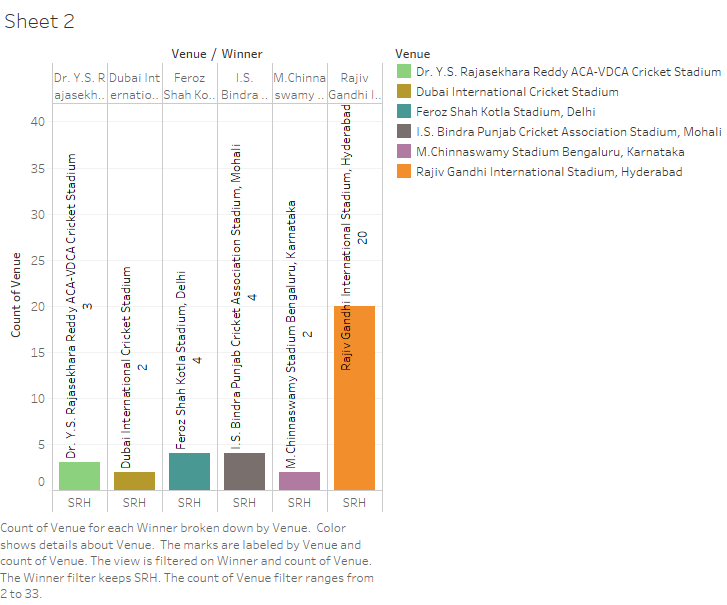 Sheet 2
Venue / Winner
Dr. Y.S. R
ajasekh..
Dubai Int
ernatio..
Feroz
Shah Ko..
I.S.
Bindra ..
M.Chinna
swamy ..
Rajiv
Gandhi I..
Count of Venue
40
35
30
25
20
15
10
5
0
Dr. Y.S. Rajasekhara Reddy ACA-VDCA Cricket Stadium
3
Dubai International Cricket Stadium
2
Feroz Shah Kotla Stadium, Delhi
4
I.S. Bindra Punjab Cricket Association Stadium, Mohali
4
M.Chinnaswamy Stadium Bengaluru, Karnataka
2
Rajiv Gandhi International Stadium, Hyderabad
20
SRH
SRH
SRH
SRH
SRH
SRH
Venue
Dr. Y.S. Rajasekhara Reddy ACA-VDCA Cricket Stadium
Dubai International Cricket Stadium
Feroz Shah Kotla Stadium, Delhi
I.S. Bindra Punjab Cricket Association Stadium, Mohali
M.Chinnaswamy Stadium Bengaluru, Karnataka
Rajiv Gandhi International Stadium, Hyderabad
Count of Venue for each Winner broken down by Venue.  Color
shows details about Venue.  The marks are labeled by Venue and
count of Venue. The view is filtered on Winner and count of Venue.
The Winner filter keeps SRH. The count of Venue filter ranges from
2 to 33.